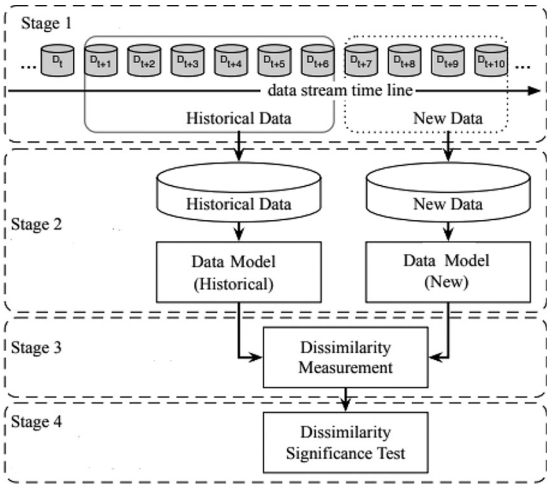 Stage 1
... Dt Dt+1 Dt+2 Dt+3 Dt+4 Dt+5 Dt+6 Dt+7 Dt+8 Dt+9 Dt+10 ...
data stream time line
Historical Data New Data
Stage 2
Historical Data New Data
Data Model Data Model
(Historical) (New)
Stage 3
Dissimilarity
Measurement
Stage 4
Dissimilarity
Significance Test